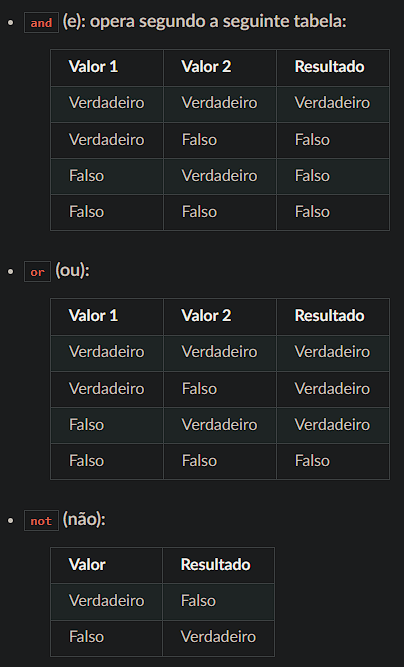 and (e): opera segundo a seguinte tabela:
Valor 1 Valor 2 Resultado
Verdadeiro Verdadeiro Verdadeiro
Verdadeiro Falso Falso
Falso Verdadeiro Falso
Falso Falso Falso
or (ou):
Valor 1 Valor 2 Resultado
Verdadeiro Verdadeiro Verdadeiro
Verdadeiro Falso Verdadeiro
Falso Verdadeiro Verdadeiro
Falso Falso Falso
not (não):
Valor Resultado
Verdadeiro Falso
Falso Verdadeiro